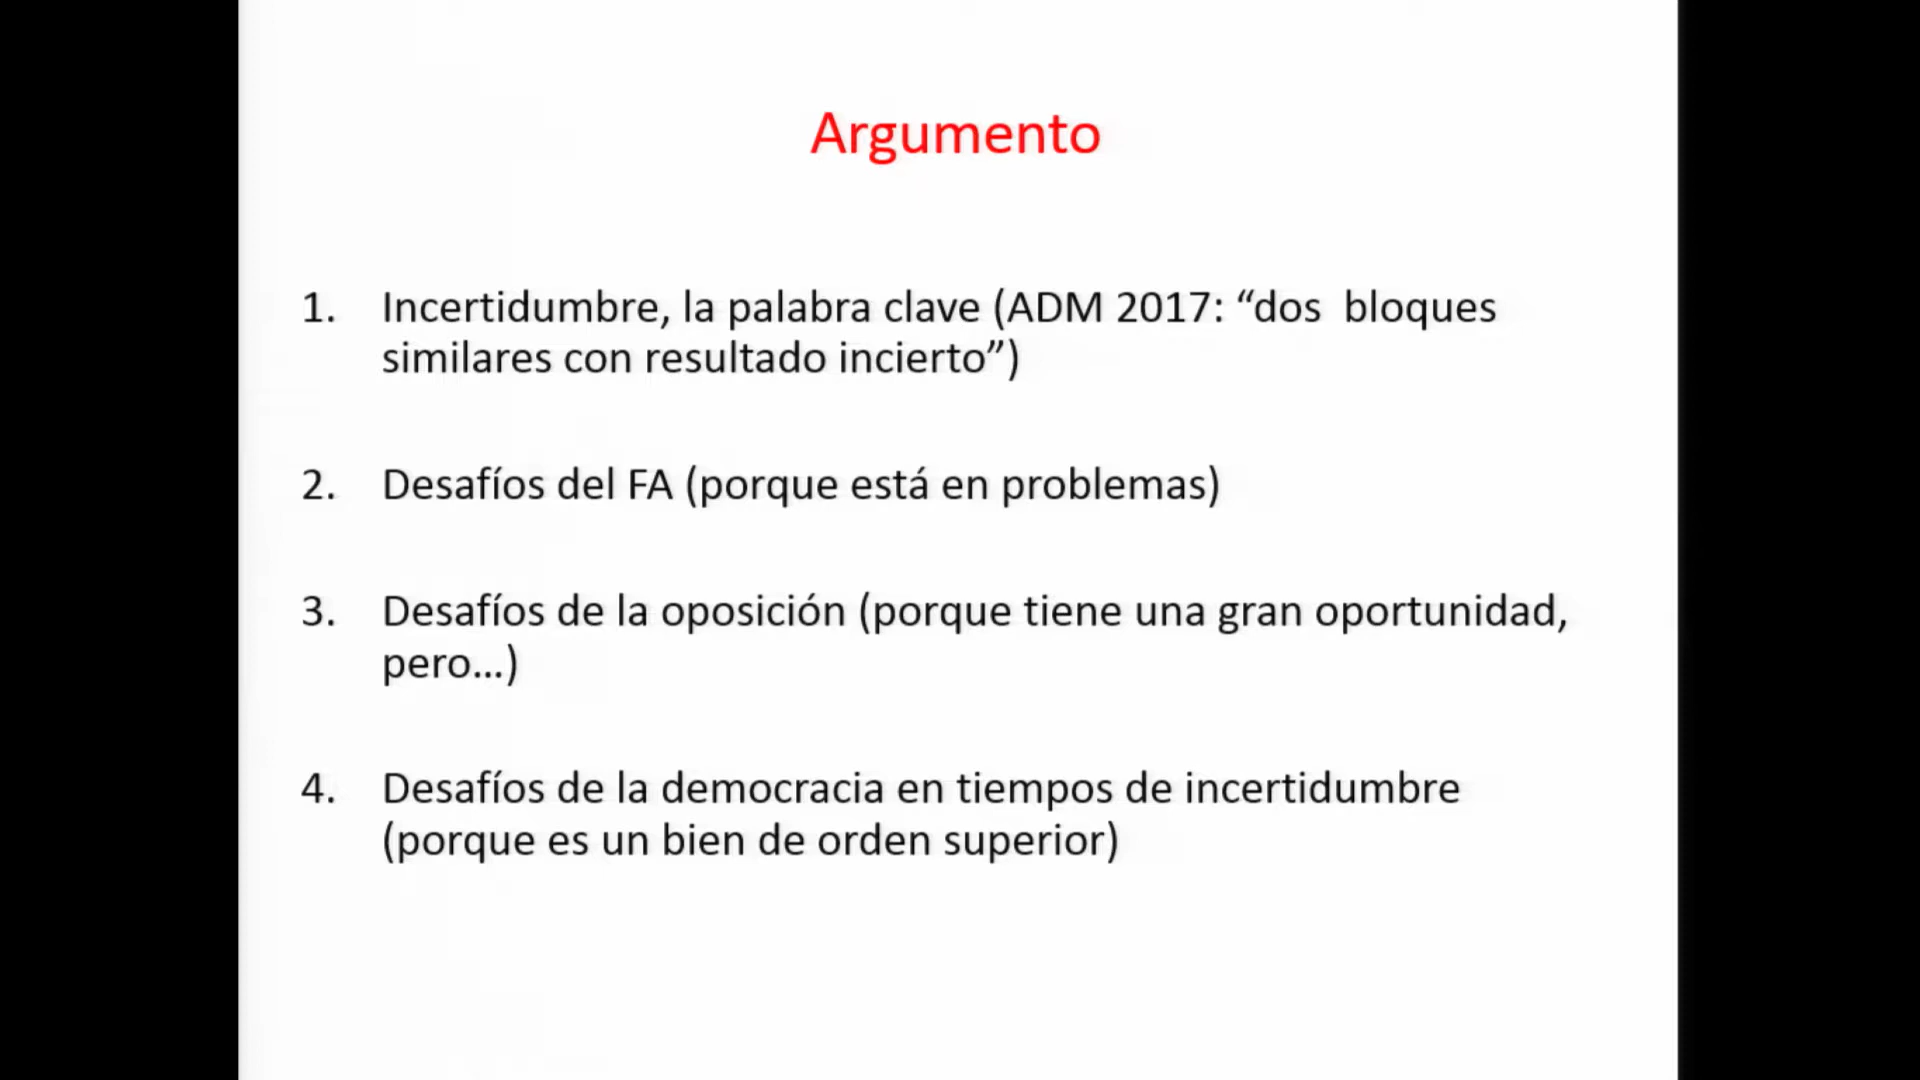 Argumento
1. Incertidumbre, la palabra clave (ADM 2017: “dos  bloques
similares con resultado incierto”)
2. Desafíos del FA (porque está en problemas)
3. Desafíos de la oposición (porque tiene una gran oportunidad,
pero...)
4. Desafíos de la democracia en tiempos de incertidumbre
(porque es un bien de orden superior)